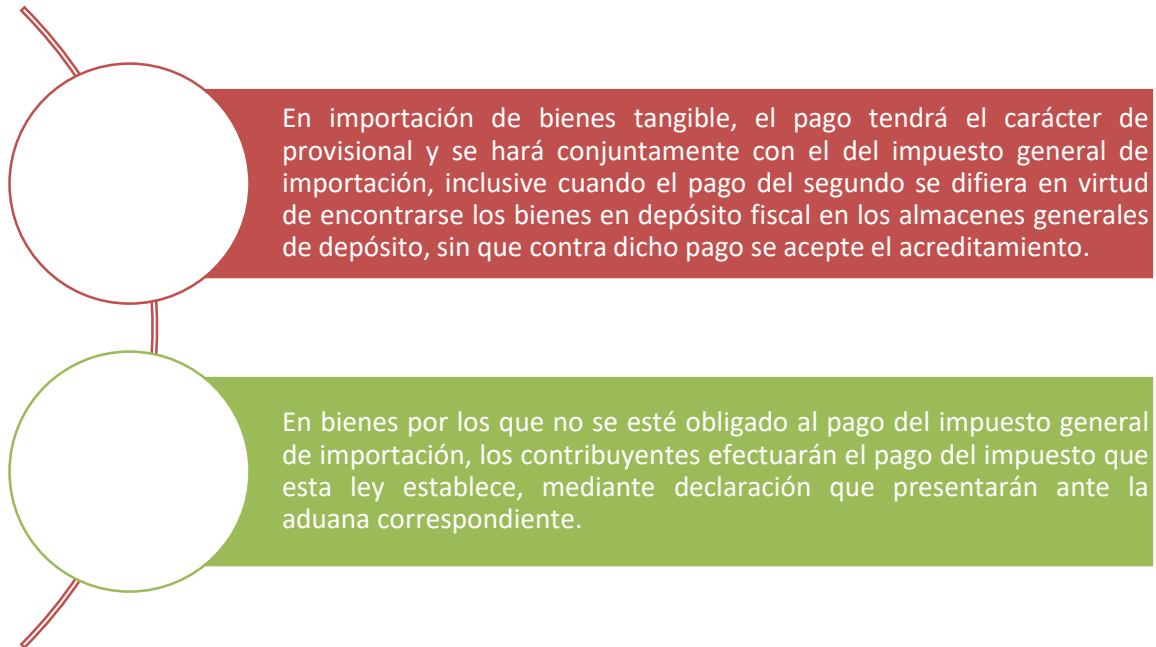 En importación de bienes tangible, el pago tendrá el carácter de
provisional y se hará conjuntamente con el del impuesto general de
importación, inclusive cuando el pago del segundo se difiera en virtud
de encontrarse los bienes en depósito fiscal en los almacenes generales
de depósito, sin que contra dicho pago se acepte el acreditamiento.
En bienes por los que no se esté obligado al pago del impuesto general
de importación, los contribuyentes efectuarán el pago del impuesto que
esta ley establece, mediante declaración que presentarán ante la
aduana correspondiente.